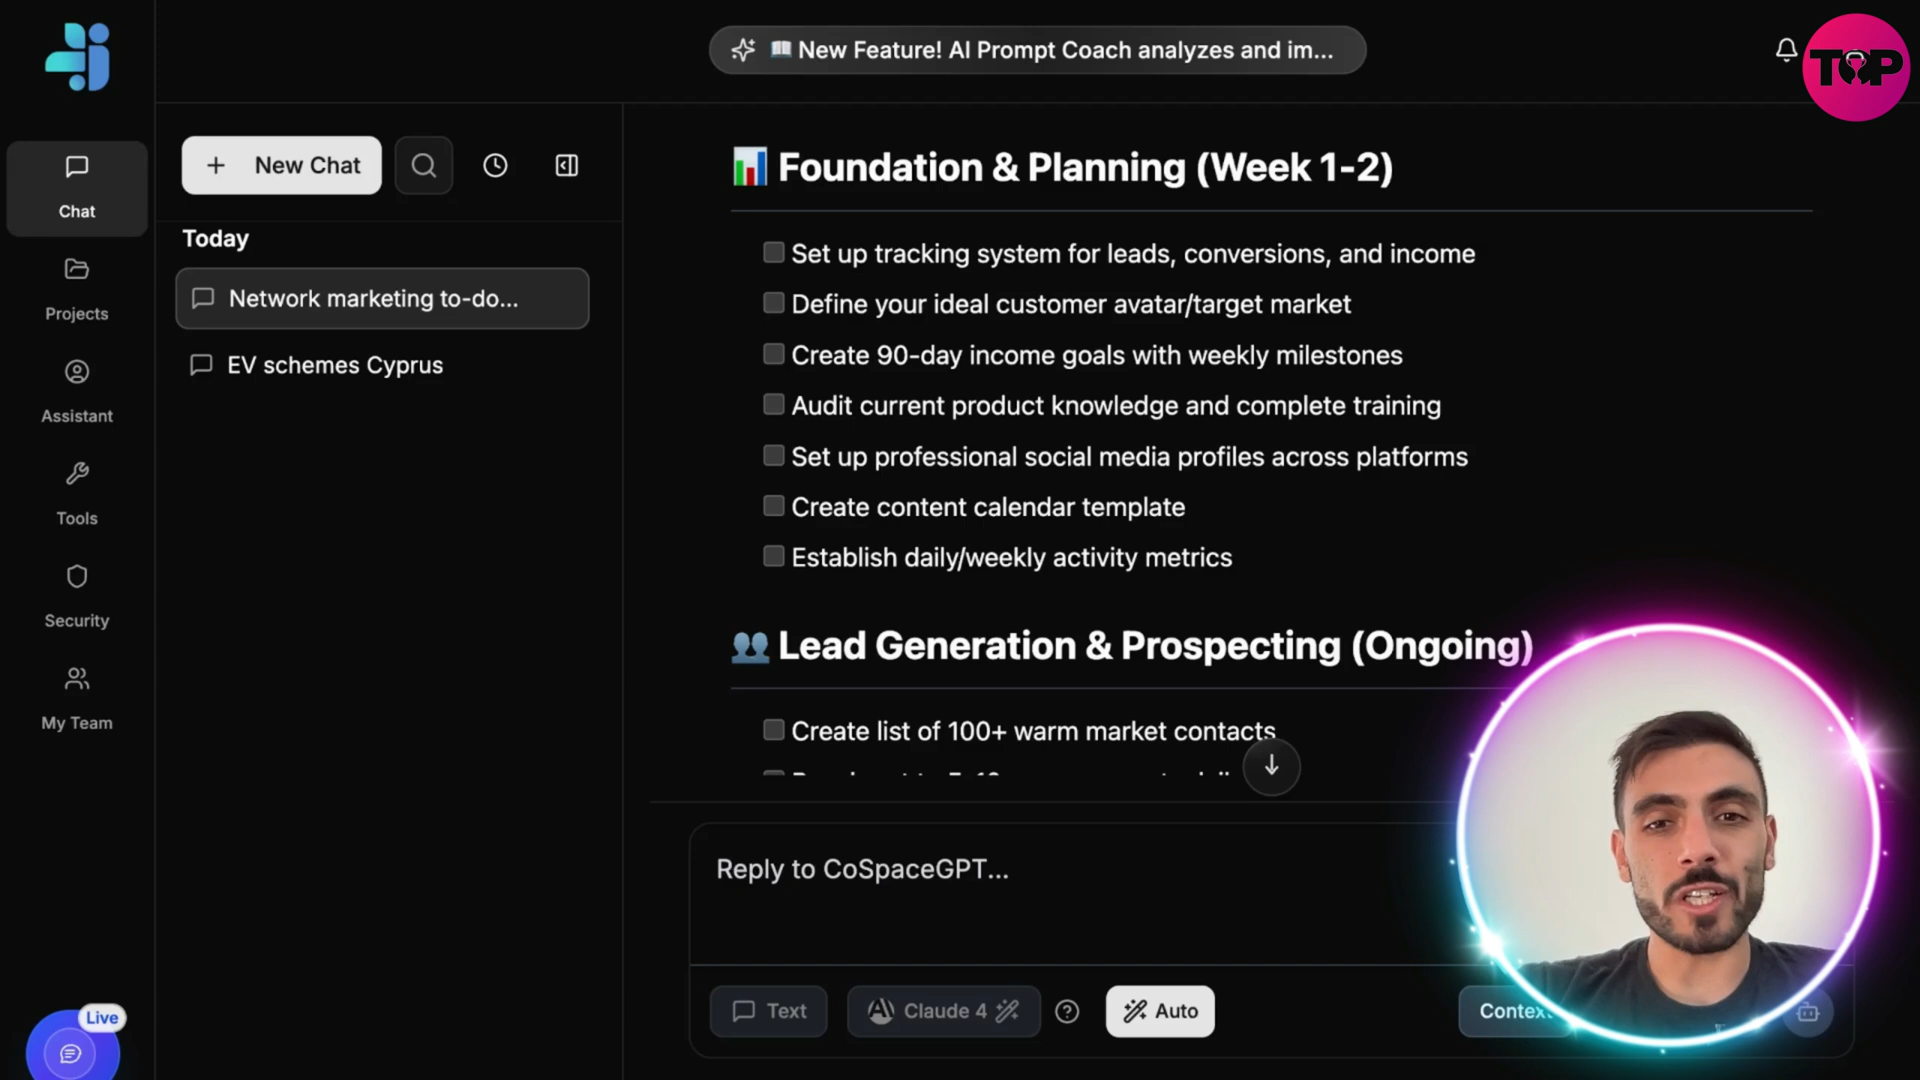 New Feature! AI Prompt Coach analyzes and im...
TOP
New Chat
Chat
Projects
Assistant
Tools
Security
My Team
Live
Today
Network marketing to-do...
EV schemes Cyprus
Foundation & Planning (Week 1-2)
Set up tracking system for leads, conversions, and income
Define your ideal customer avatar/target market
Create 90-day income goals with weekly milestones
Audit current product knowledge and complete training
Set up professional social media profiles across platforms
Create content calendar template
Establish daily/weekly activity metrics
Lead Generation & Prospecting (Ongoing)
Create list of 100+ warm market contacts
Reply to CoSpaceGPT...
Text
Claude 4
Auto